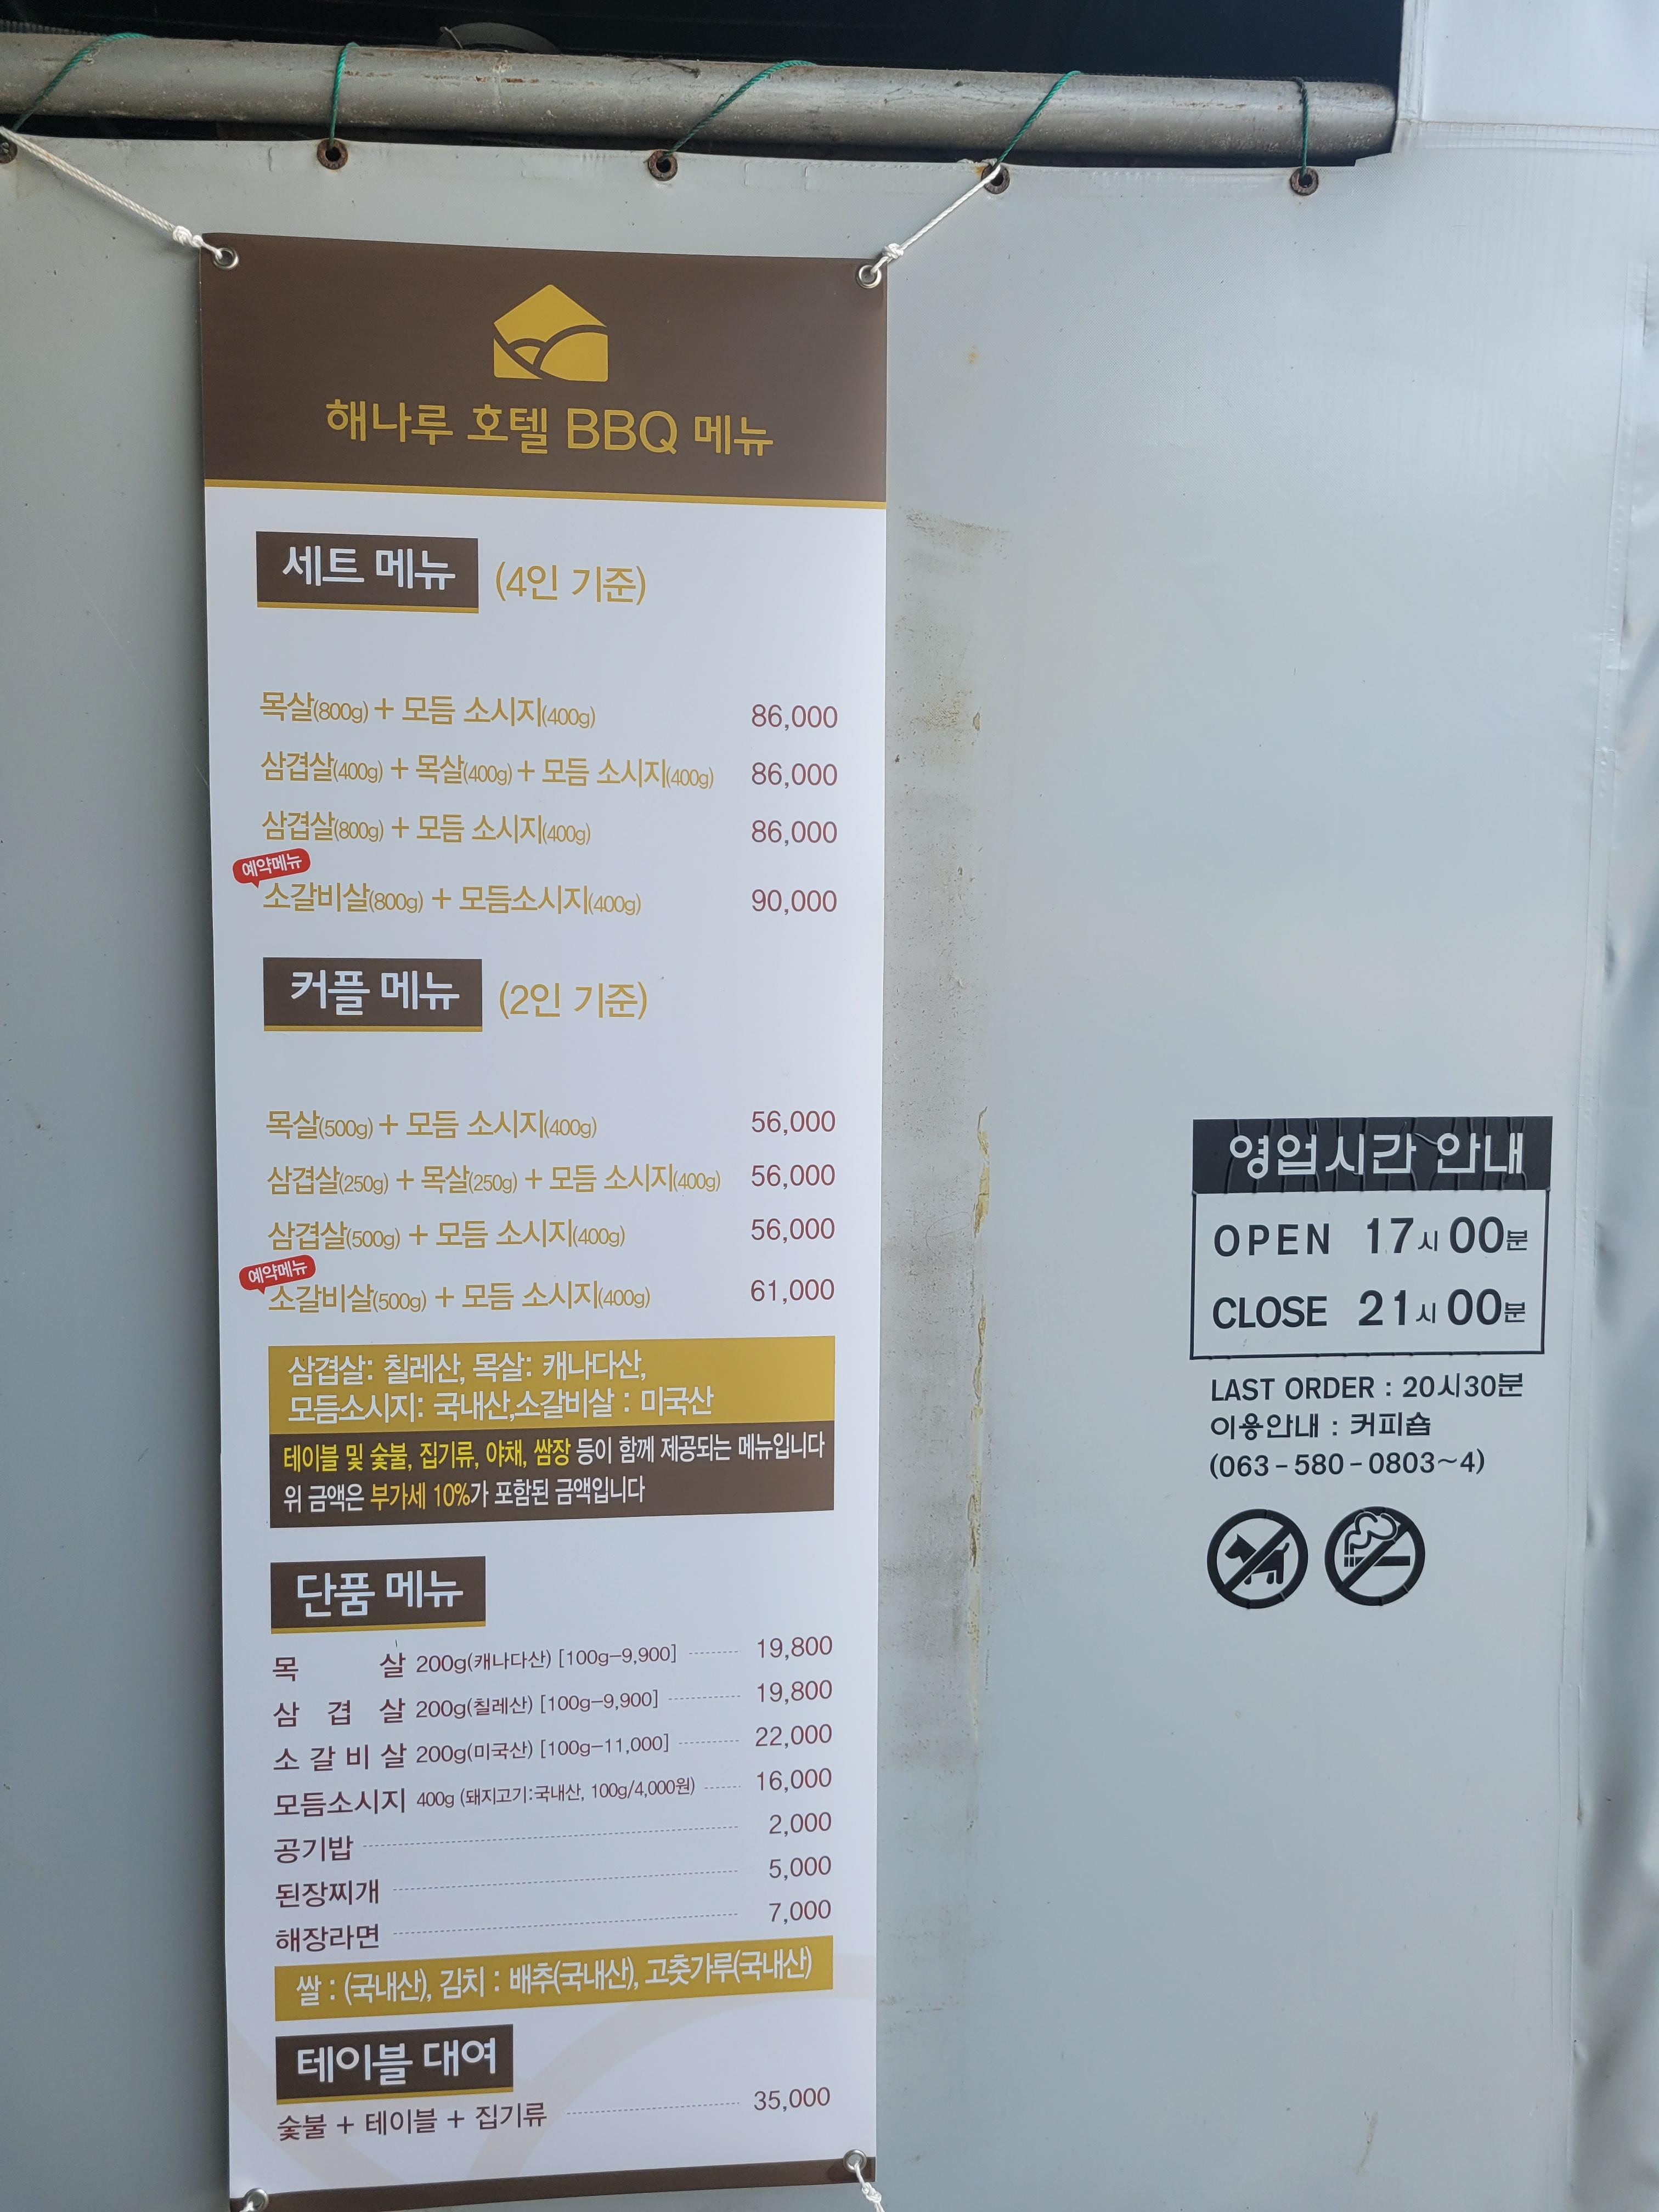 해나루 호텔 BBQ 메뉴
세트 메뉴 (4인 기준)
목살(800g) + 모듬 소시지(400g) 86,000
삼겹살(400g) + 목살(400g) + 모듬 소시지(400g) 86,000
삼겹살(800g) + 모듬 소시지(400g) 86,000
예약메뉴
소갈비살(800g) + 모듬소시지(400g) 90,000
커플 메뉴 (2인 기준)
목살(500g) + 모듬 소시지(400g) 56,000
삼겹살(250g) + 목살(250g) + 모듬 소시지(400g) 56,000
삼겹살(500g) + 모듬 소시지(400g) 56,000
예약메뉴
소갈비살(500g) + 모듬 소시지(400g) 61,000
삼겹살: 칠레산, 목살: 캐나다산,
모듬소시지: 국내산,소갈비살 : 미국산
테이블 및 숯불, 집기류, 야채, 쌈장 등이 함께 제공되는 메뉴입니다
위 금액은 부가세 10%가 포함된 금액입니다
단품 메뉴
목 살 200g(캐나다산) [100g-9,900] 19,800
삼 겹 살 200g(칠레산) [100g-9,900] 19,800
소 갈 비 살 200g(미국산) [100g-11,000] 22,000
모듬소시지 400g (돼지고기:국내산, 100g/4,000원) 16,000
공기밥 2,000
된장찌개 5,000
해장라면 7,000
쌀 : (국내산), 김치 : 배추(국내산), 고춧가루(국내산)
테이블 대여
숯불 + 테이블 + 집기류 35,000
영업시간 안내
OPEN 17시 00분
CLOSE 21시 00분
LAST ORDER : 20시30분
이용안내 : 커피숍
(063-580-0803~4)